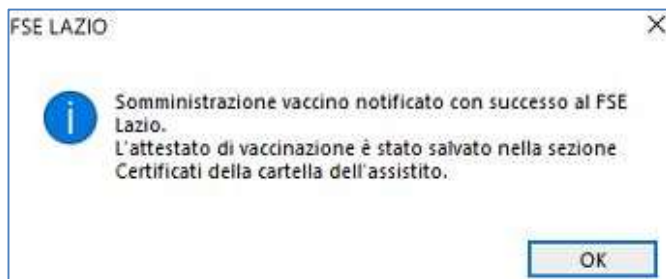 FSE LAZIO
Somministrazione vaccino notificato con successo al FSE
Lazio.
L'attestato di vaccinazione è stato salvato nella sezione
Certificati della cartella dell'assistito.
OK